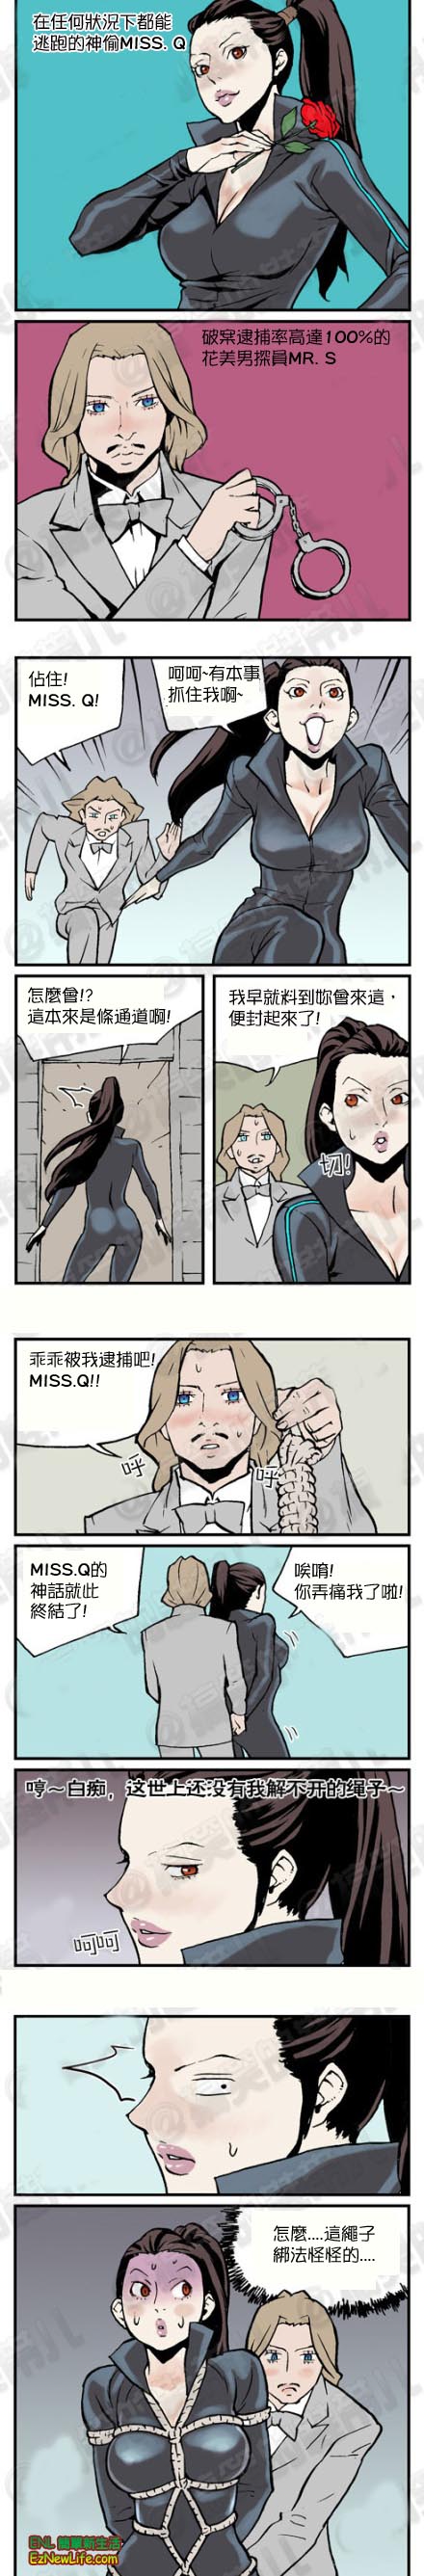 在任何狀況下都能
逃跑的神偷MISS. Q
破案逮捕率高達100%的
花美男探員MR. S
佔住!
MISS. Q!
呵呵~有本事
抓住我啊~
怎麼會!?
這本來是條通道啊!
我早就料到妳會來這，
便封起來了!
切!
乖乖被我逮捕吧!
MISS.Q!!
呼
呼
MISS.Q的
神話就此
終結了!
唉唷!
你弄痛我了啦!
哼～白痴，这世上还没有我解不开的绳子～
呵呵
怎麼....這繩子
綁法怪怪的....
ENL 簡單新生活
EzNewLife.com